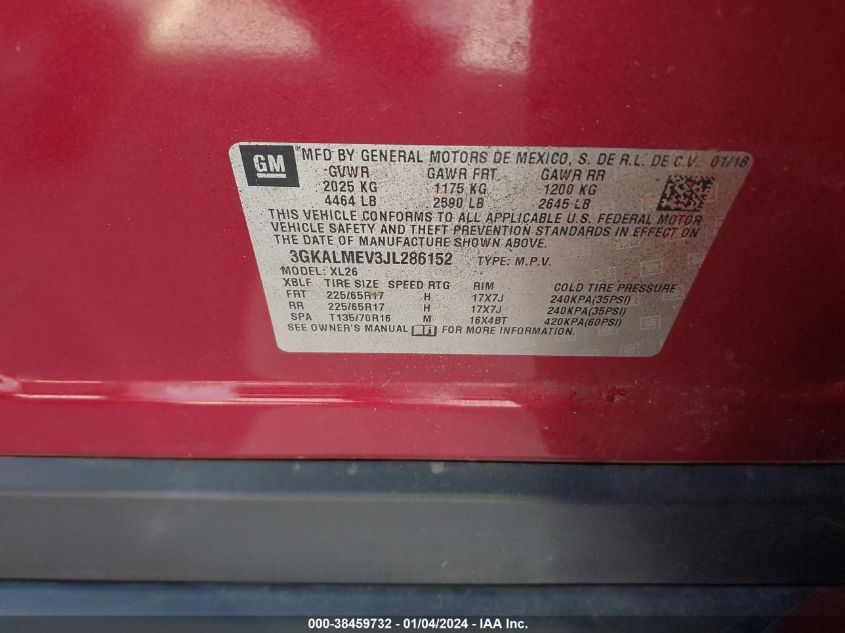 GM
MFD BY GENERAL MOTORS DE MEXICO, S. DE R.L. DE C.V. 01/18
GVWR GAWR FRT GAWR RR
2025 KG 1175 KG 1200 KG
4464 LB 2590 LB 2645 LB
THIS VEHICLE CONFORMS TO ALL APPLICABLE U.S. FEDERAL MOTOR
VEHICLE SAFETY AND THEFT PREVENTION STANDARDS IN EFFECT ON
THE DATE OF MANUFACTURE SHOWN ABOVE.
3GKALMEV3JL286152 TYPE: M.P.V.
MODEL: XL26
XBLF TIRE SIZE SPEED RTG RIM COLD TIRE PRESSURE
FRT 225/65R17 H 17X7J 240KPA(35PSI)
RR 225/65R17 H 17X7J 240KPA(35PSI)
SPA T135/70R16 M 16X4BT 420KPA(60PSI)
SEE OWNER'S MANUAL FOR MORE INFORMATION.
000-38459732 - 01/04/2024 - IAA Inc.